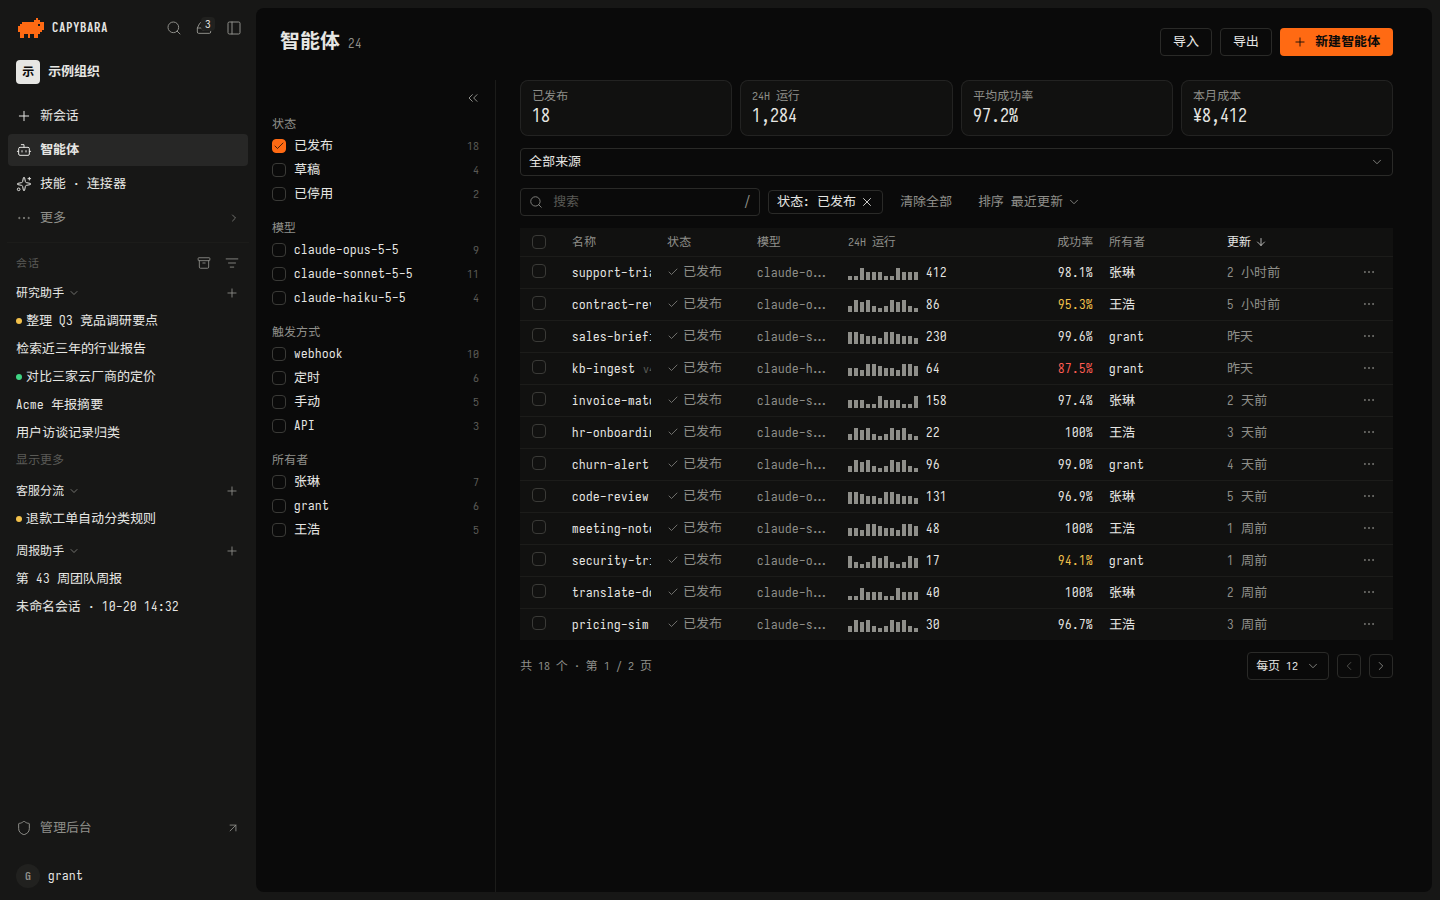 CAPYBARA
3
示 示例组织
新会话
智能体
技能 · 连接器
更多
会话
研究助手
整理 Q3 竞品调研要点
检索近三年的行业报告
对比三家云厂商的定价
Acme 年报摘要
用户访谈记录归类
显示更多
客服分流
退款工单自动分类规则
周报助手
第 43 周团队周报
未命名会话 · 10-20 14:32
管理后台
G grant
智能体 24
导入
导出
新建智能体
状态
已发布 18
草稿 4
已停用 2
模型
claude-opus-5-5 9
claude-sonnet-5-5 11
claude-haiku-5-5 4
触发方式
webhook 10
定时 6
手动 5
API 3
所有者
张琳 7
grant 6
王浩 5
已发布
18
24H 运行
1,284
平均成功率
97.2%
本月成本
¥8,412
全部来源
搜索 /
状态: 已发布
清除全部
排序 最近更新
名称 状态 模型 24H 运行 成功率 所有者 更新
support-tria 已发布 claude-o... 412 98.1% 张琳 2 小时前
contract-rev 已发布 claude-o... 86 95.3% 王浩 5 小时前
sales-briefi 已发布 claude-s... 230 99.6% grant 昨天
kb-ingest 已发布 claude-h... 64 87.5% grant 昨天
invoice-matc 已发布 claude-s... 158 97.4% 张琳 2 天前
hr-onboardin 已发布 claude-s... 22 100% 王浩 3 天前
churn-alert 已发布 claude-h... 96 99.0% grant 4 天前
code-review 已发布 claude-o... 131 96.9% 张琳 5 天前
meeting-note 已发布 claude-s... 48 100% 王浩 1 周前
security-tri 已发布 claude-o... 17 94.1% grant 1 周前
translate-do 已发布 claude-h... 40 100% 张琳 2 周前
pricing-sim 已发布 claude-s... 30 96.7% 王浩 3 周前
共 18 个 · 第 1 / 2 页
每页 12